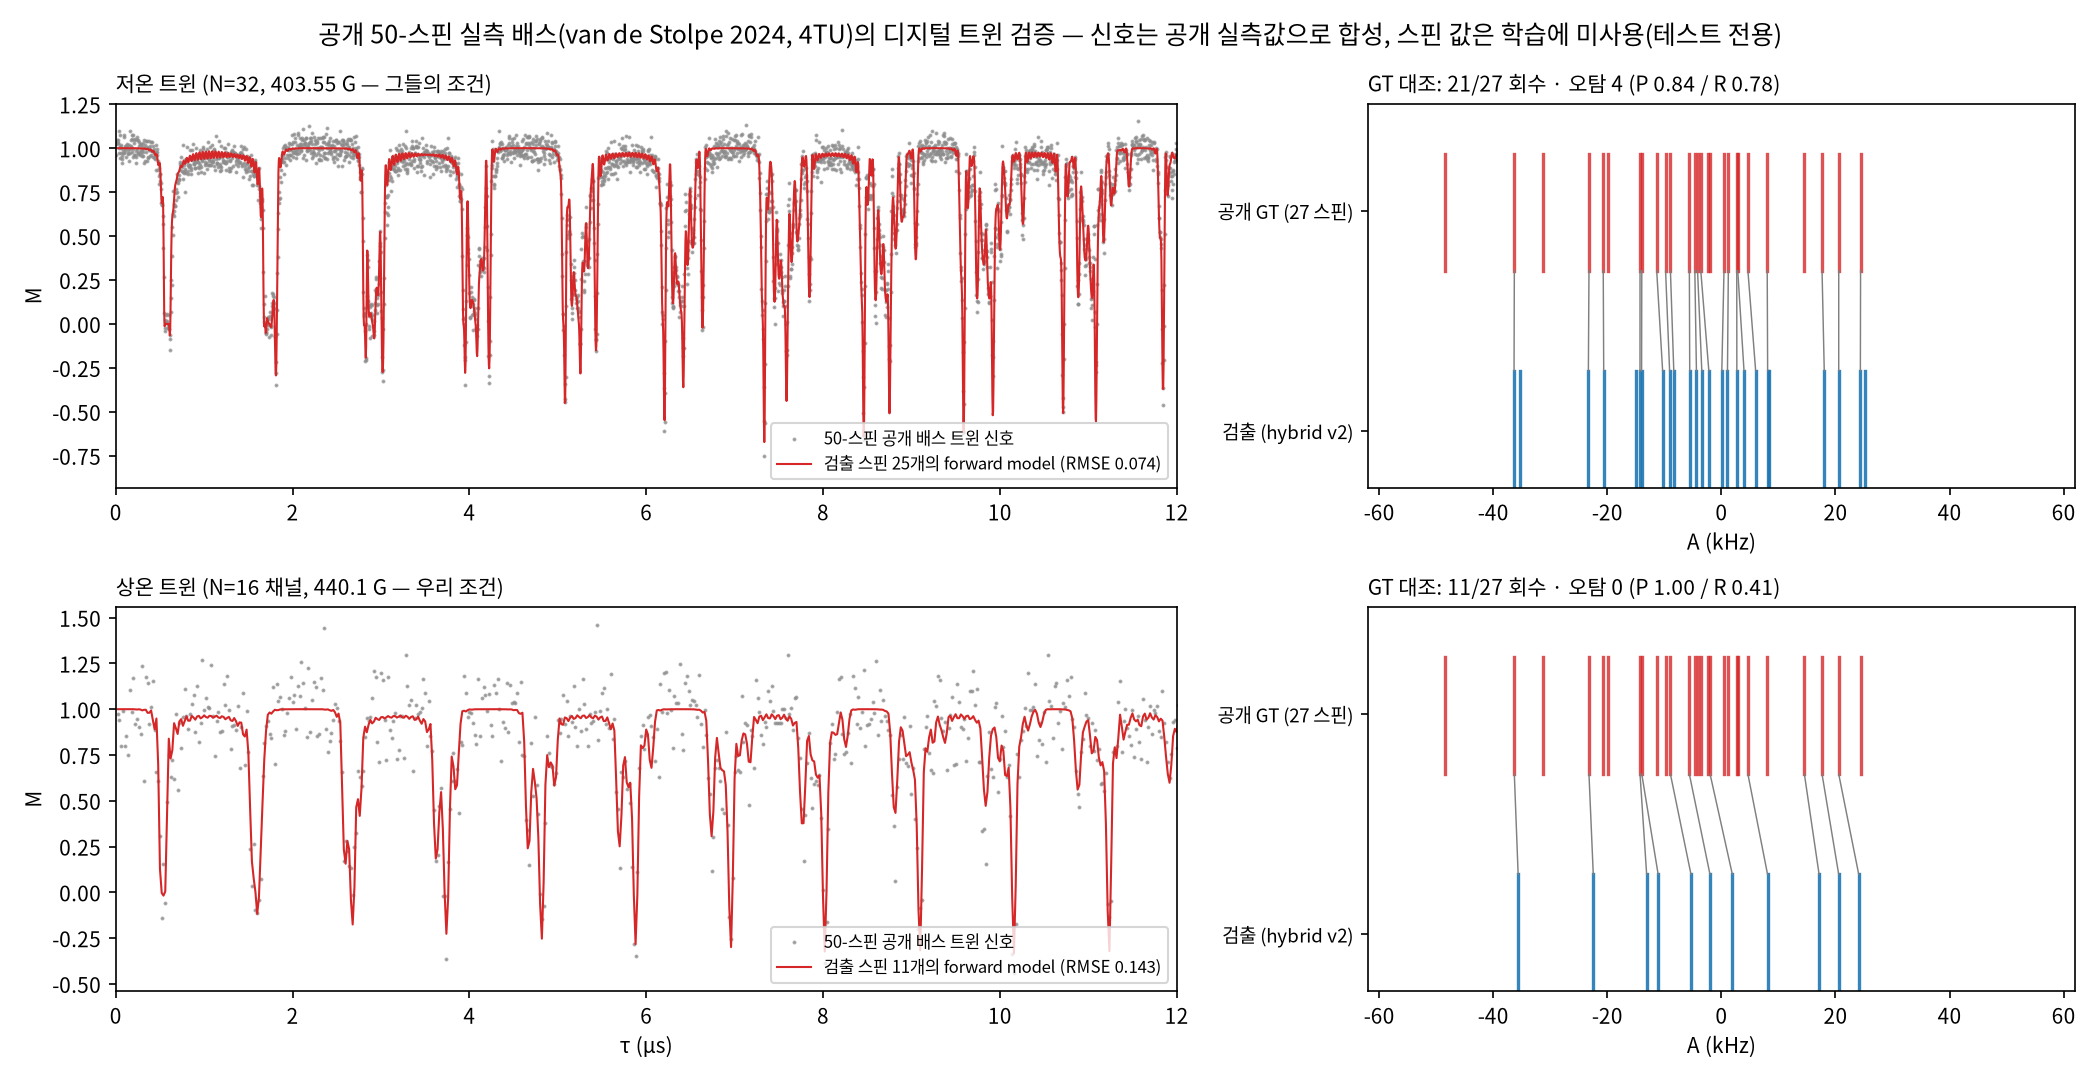 공개 50-스핀 실측 배스(van de Stolpe 2024, 4TU)의 디지털 트윈 검증 — 신호는 공개 실측값으로 합성, 스핀 값은 학습에 미사용(테스트 전용)
저온 트윈 (N=32, 403.55 G — 그들의 조건)
1.25
1.00
0.75
0.50
0.25
0.00
-0.25
-0.50
-0.75
M
50-스핀 공개 배스 트윈 신호
검출 스핀 25개의 forward model (RMSE 0.074)
0 2 4 6 8 10 12
GT 대조: 21/27 회수 · 오탐 4 (P 0.84 / R 0.78)
공개 GT (27 스핀)
검출 (hybrid v2)
-60 -40 -20 0 20 40 60
A (kHz)
상온 트윈 (N=16 채널, 440.1 G — 우리 조건)
1.50
1.25
1.00
0.75
0.50
0.25
0.00
-0.25
-0.50
M
50-스핀 공개 배스 트윈 신호
검출 스핀 11개의 forward model (RMSE 0.143)
0 2 4 6 8 10 12
τ (μs)
GT 대조: 11/27 회수 · 오탐 0 (P 1.00 / R 0.41)
공개 GT (27 스핀)
검출 (hybrid v2)
-60 -40 -20 0 20 40 60
A (kHz)